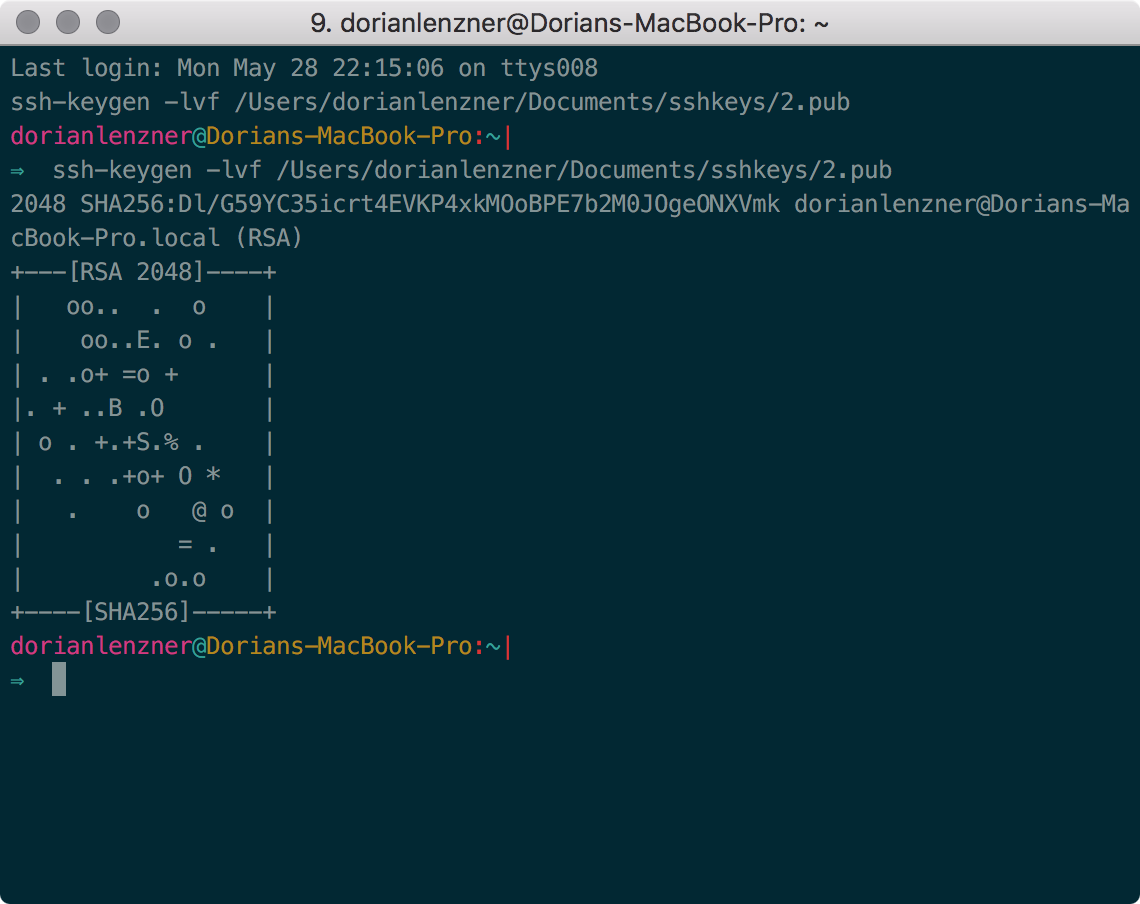 9. dorianlenzner@Dorians-MacBook-Pro: ~
Last login: Mon May 28 22:15:06 on ttys008
ssh-keygen -lvf /Users/dorianlenzner/Documents/sshkeys/2.pub
dorianlenzner@Dorians-MacBook-Pro:~|
⇒  ssh-keygen -lvf /Users/dorianlenzner/Documents/sshkeys/2.pub
2048 SHA256:Dl/G59YC35icrt4EVKP4xkMOoBPE7b2M0JOgeONXVmk dorianlenzner@Dorians-Ma
cBook-Pro.local (RSA)
+---[RSA 2048]----+
|   oo..  .  o    |
|    oo..E. o .   |
| . .o+ =o +      |
|. + ..B .O       |
| o . +.+S.% .    |
|  . . .+o+ O *   |
|   .    o   @ o  |
|           = .   |
|         .o.o    |
+----[SHA256]-----+
dorianlenzner@Dorians-MacBook-Pro:~|
⇒